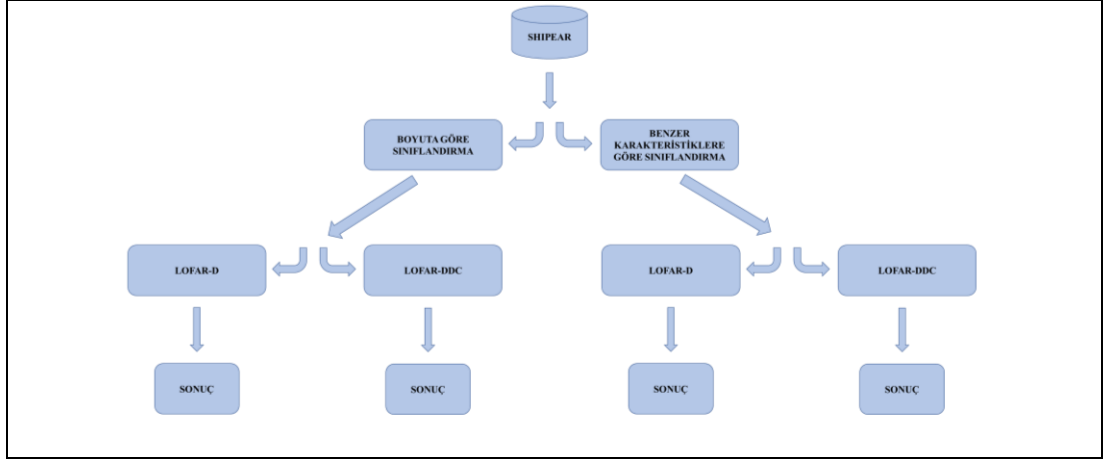 SHIPEAR
BOYUTA GÖRE
SINIFLANDIRMA
BENZER
KARAKTERİSTİKLERE
GÖRE SINIFLANDIRMA
LOFAR-D
LOFAR-DDC
LOFAR-D
LOFAR-DDC
SONUÇ
SONUÇ
SONUÇ
SONUÇ